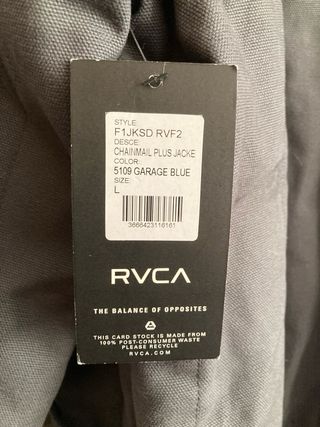 STYLE:
F1JKSD RVF2
DESCE:
CHAINMAIL PLUS JACKE
COLOR:
5109 GARAGE BLUE
SIZE:
L
3666423116161
RVCA
THE BALANCE OF OPPOSITES
THIS CARD STOCK IS MADE FROM
100% POST-CONSUMER WASTE
PLEASE RECYCLE
RVCA.COM